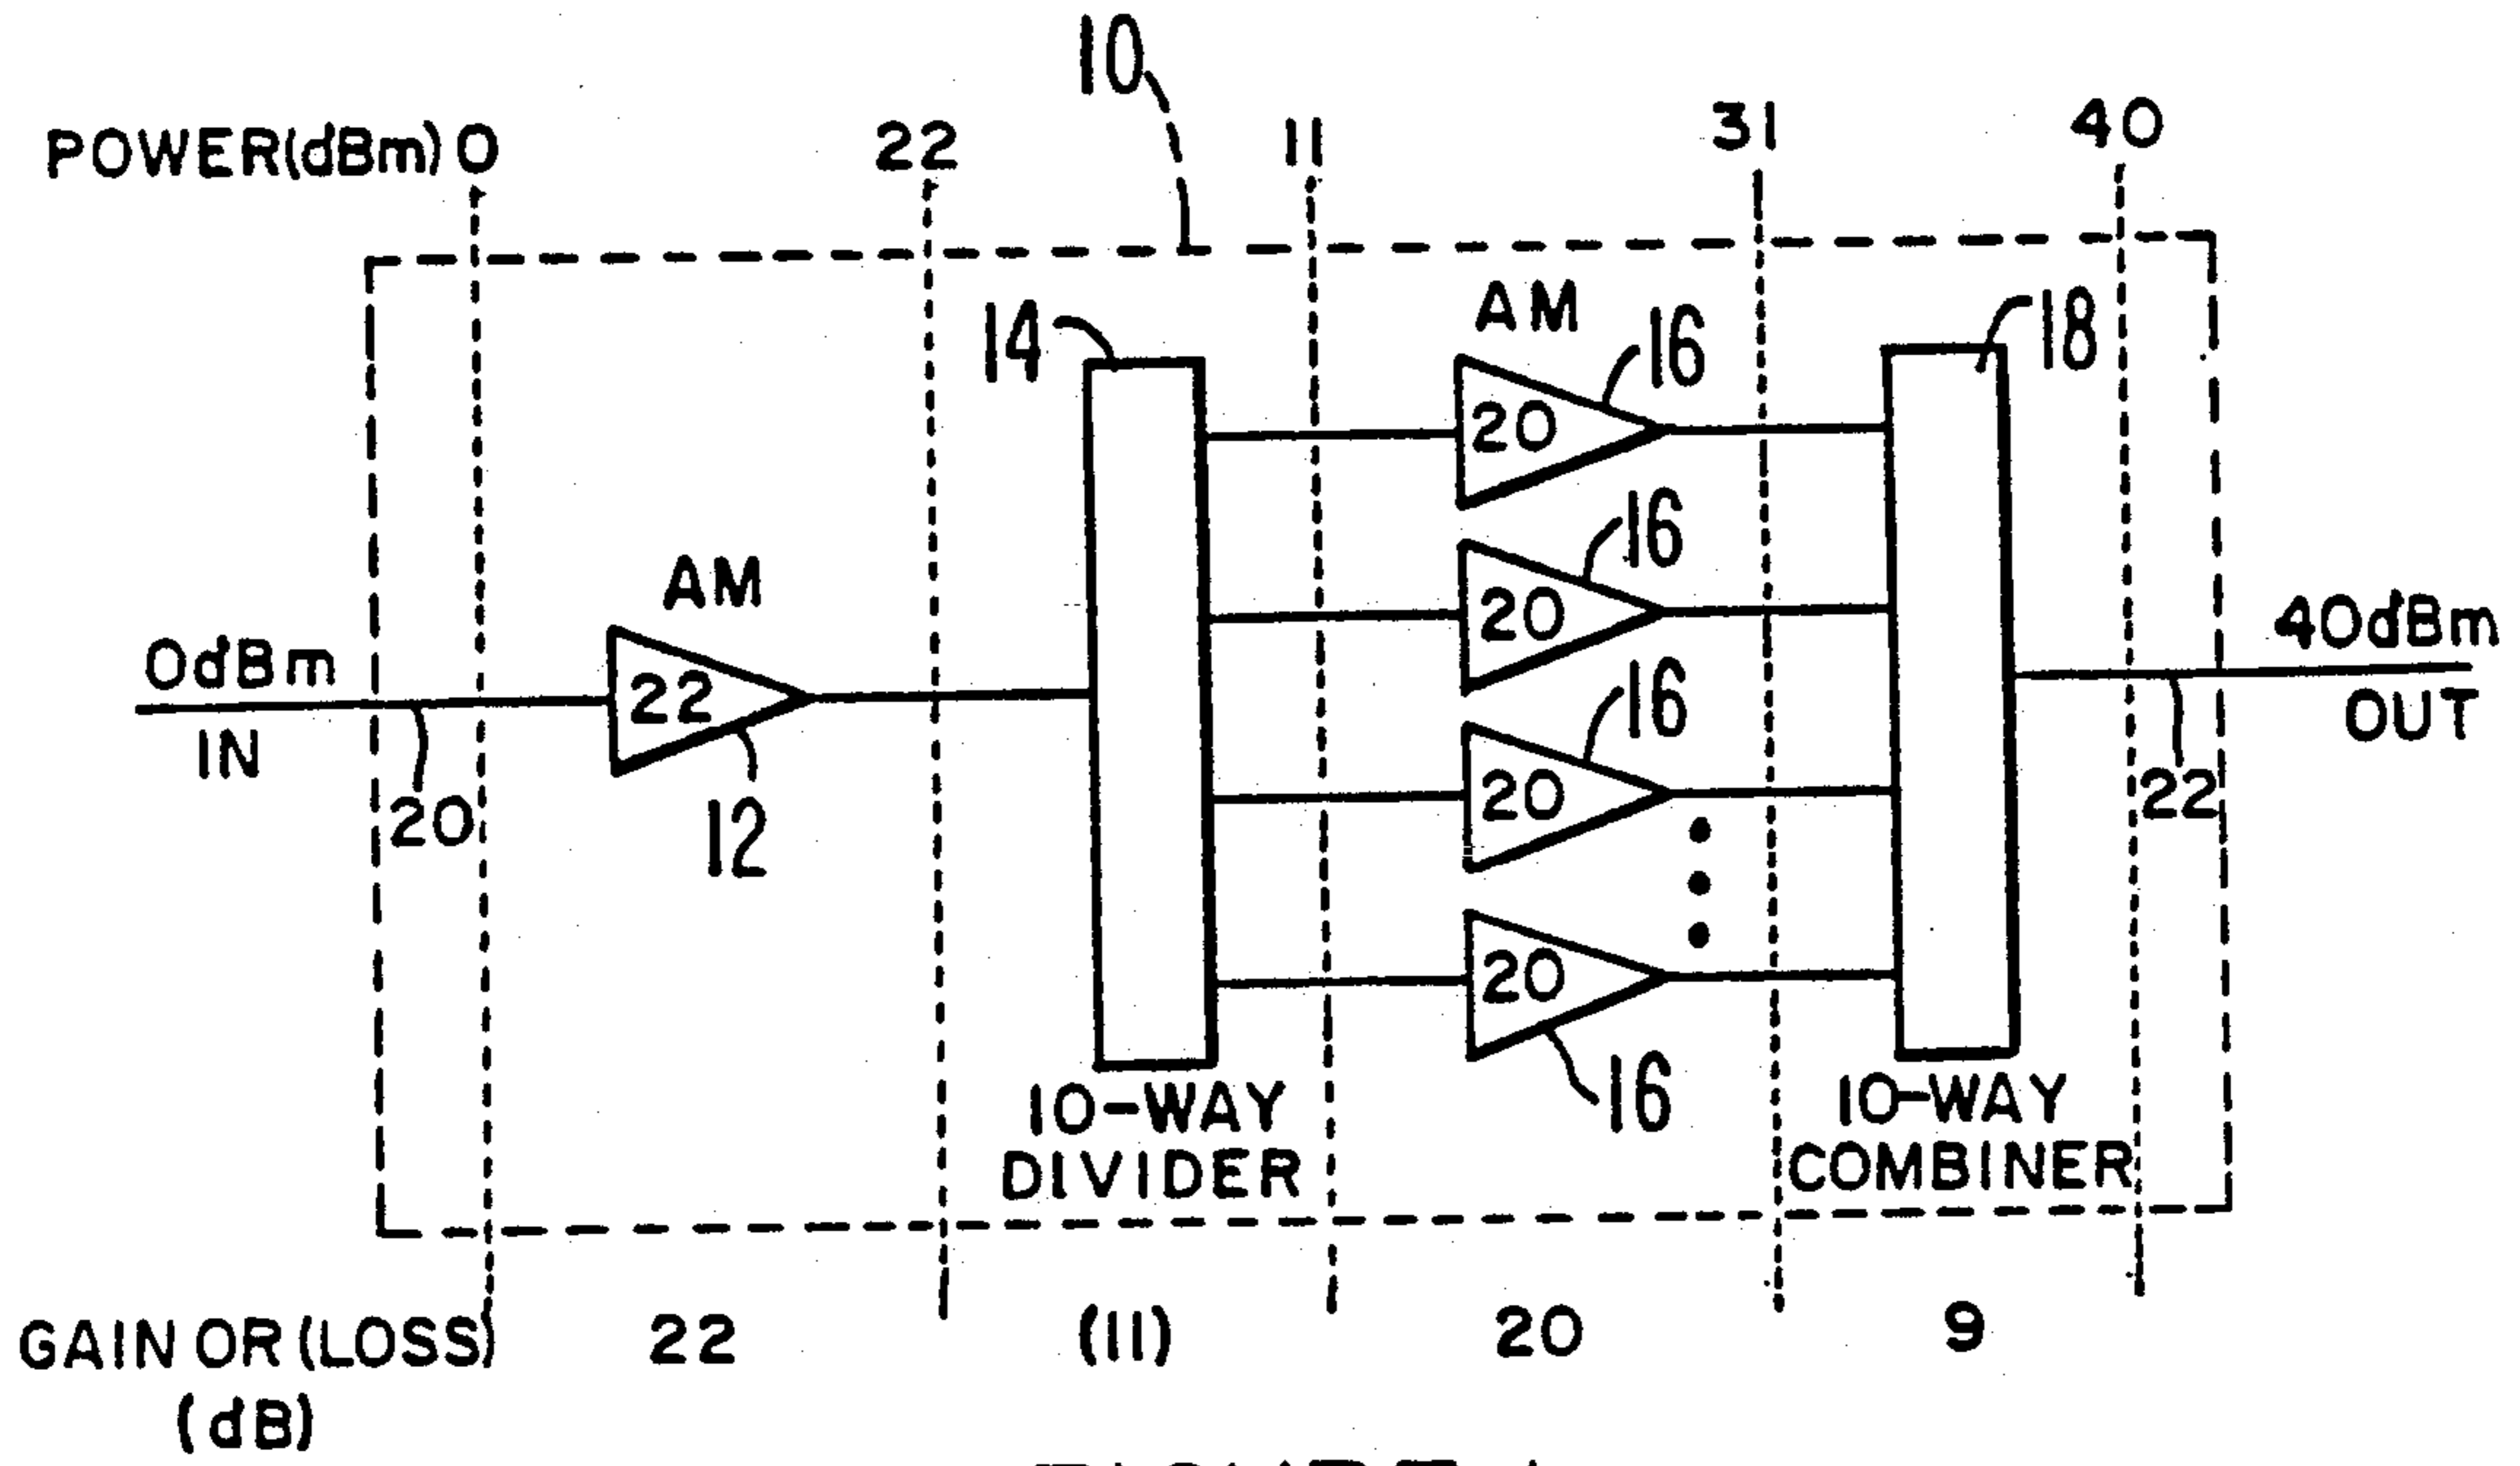 10
POWER(dBm) 0 22 11 31 40
AM
14 16 18
20
16
20
AM
0dBm 22 IN
20 12
16
20
40dBm
OUT
22
20
16
10-WAY
DIVIDER
10-WAY
COMBINER
GAIN OR (LOSS) 22 (11) 20 9
(dB)